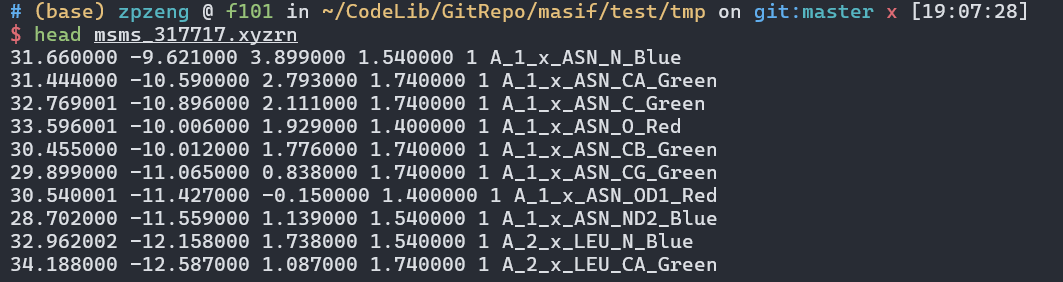 # (base) zpzeng @ f101 in ~/CodeLib/GitRepo/masif/test/tmp on git:master x [19:07:28]
$ head msms_317717.xyzrn
31.660000 -9.621000 3.899000 1.540000 1 A_1_x_ASN_N_Blue
31.444000 -10.590000 2.793000 1.740000 1 A_1_x_ASN_CA_Green
32.769001 -10.896000 2.111000 1.740000 1 A_1_x_ASN_C_Green
33.596001 -10.006000 1.929000 1.400000 1 A_1_x_ASN_O_Red
30.455000 -10.012000 1.776000 1.740000 1 A_1_x_ASN_CB_Green
29.899000 -11.065000 0.838000 1.740000 1 A_1_x_ASN_CG_Green
30.540001 -11.427000 -0.150000 1.400000 1 A_1_x_ASN_OD1_Red
28.702000 -11.559000 1.139000 1.540000 1 A_1_x_ASN_ND2_Blue
32.962002 -12.158000 1.738000 1.540000 1 A_2_x_LEU_N_Blue
34.188000 -12.587000 1.087000 1.740000 1 A_2_x_LEU_CA_Green